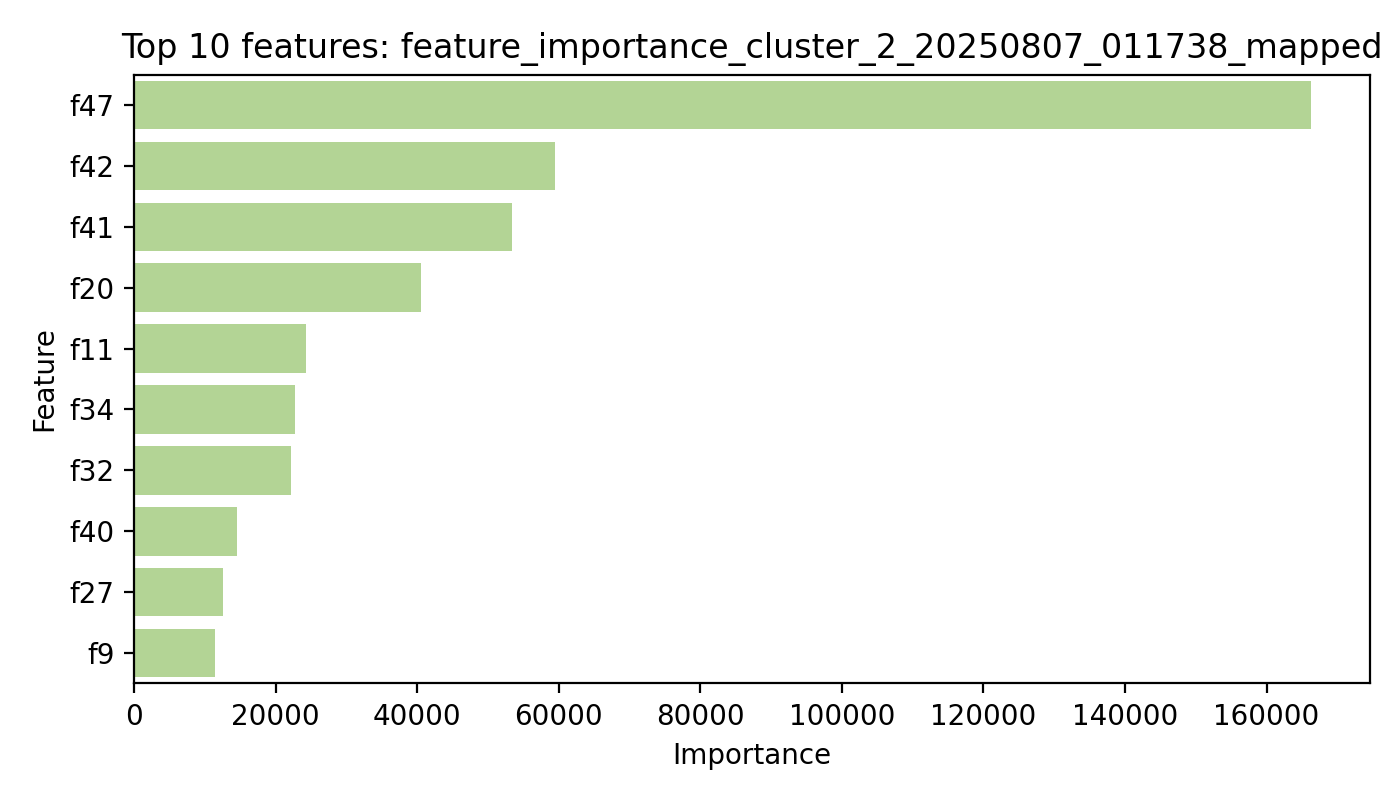 Top 10 features: feature_importance_cluster_2_20250807_011738_mapped
f47
f42
f41
f20
f11
f34
f32
f40
f27
f9
Feature
0 20000 40000 60000 80000 100000 120000 140000 160000
Importance